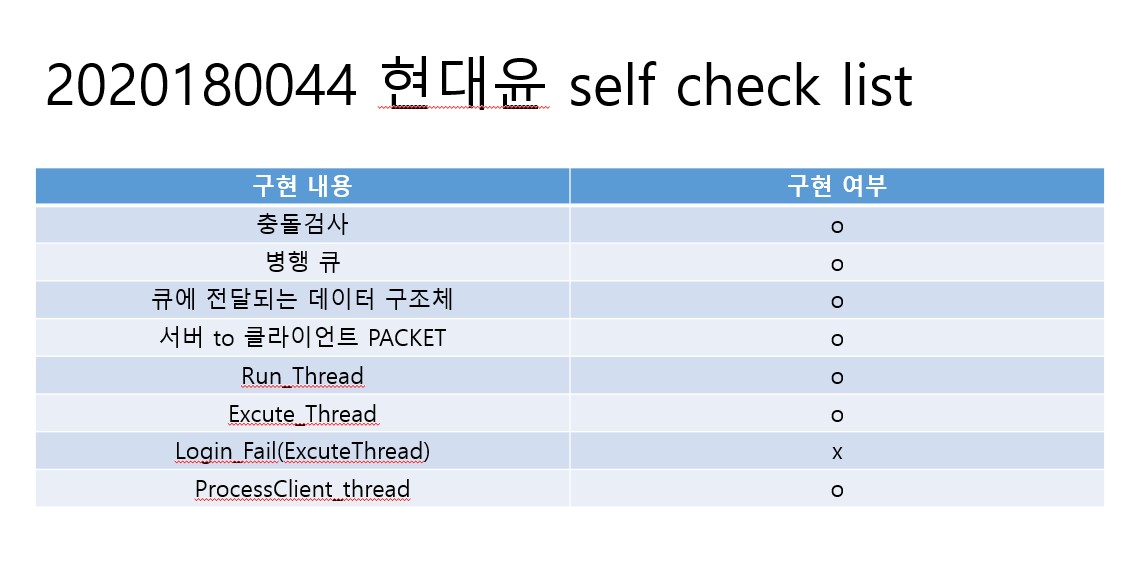 2020180044 현대윤 self check list
구현 내용 구현 여부
충돌검사 o
병행 큐 o
큐에 전달되는 데이터 구조체 o
서버 to 클라이언트 PACKET o
Run_Thread o
Excute_Thread o
Login_Fail(ExcuteThread) x
ProcessClient_thread o